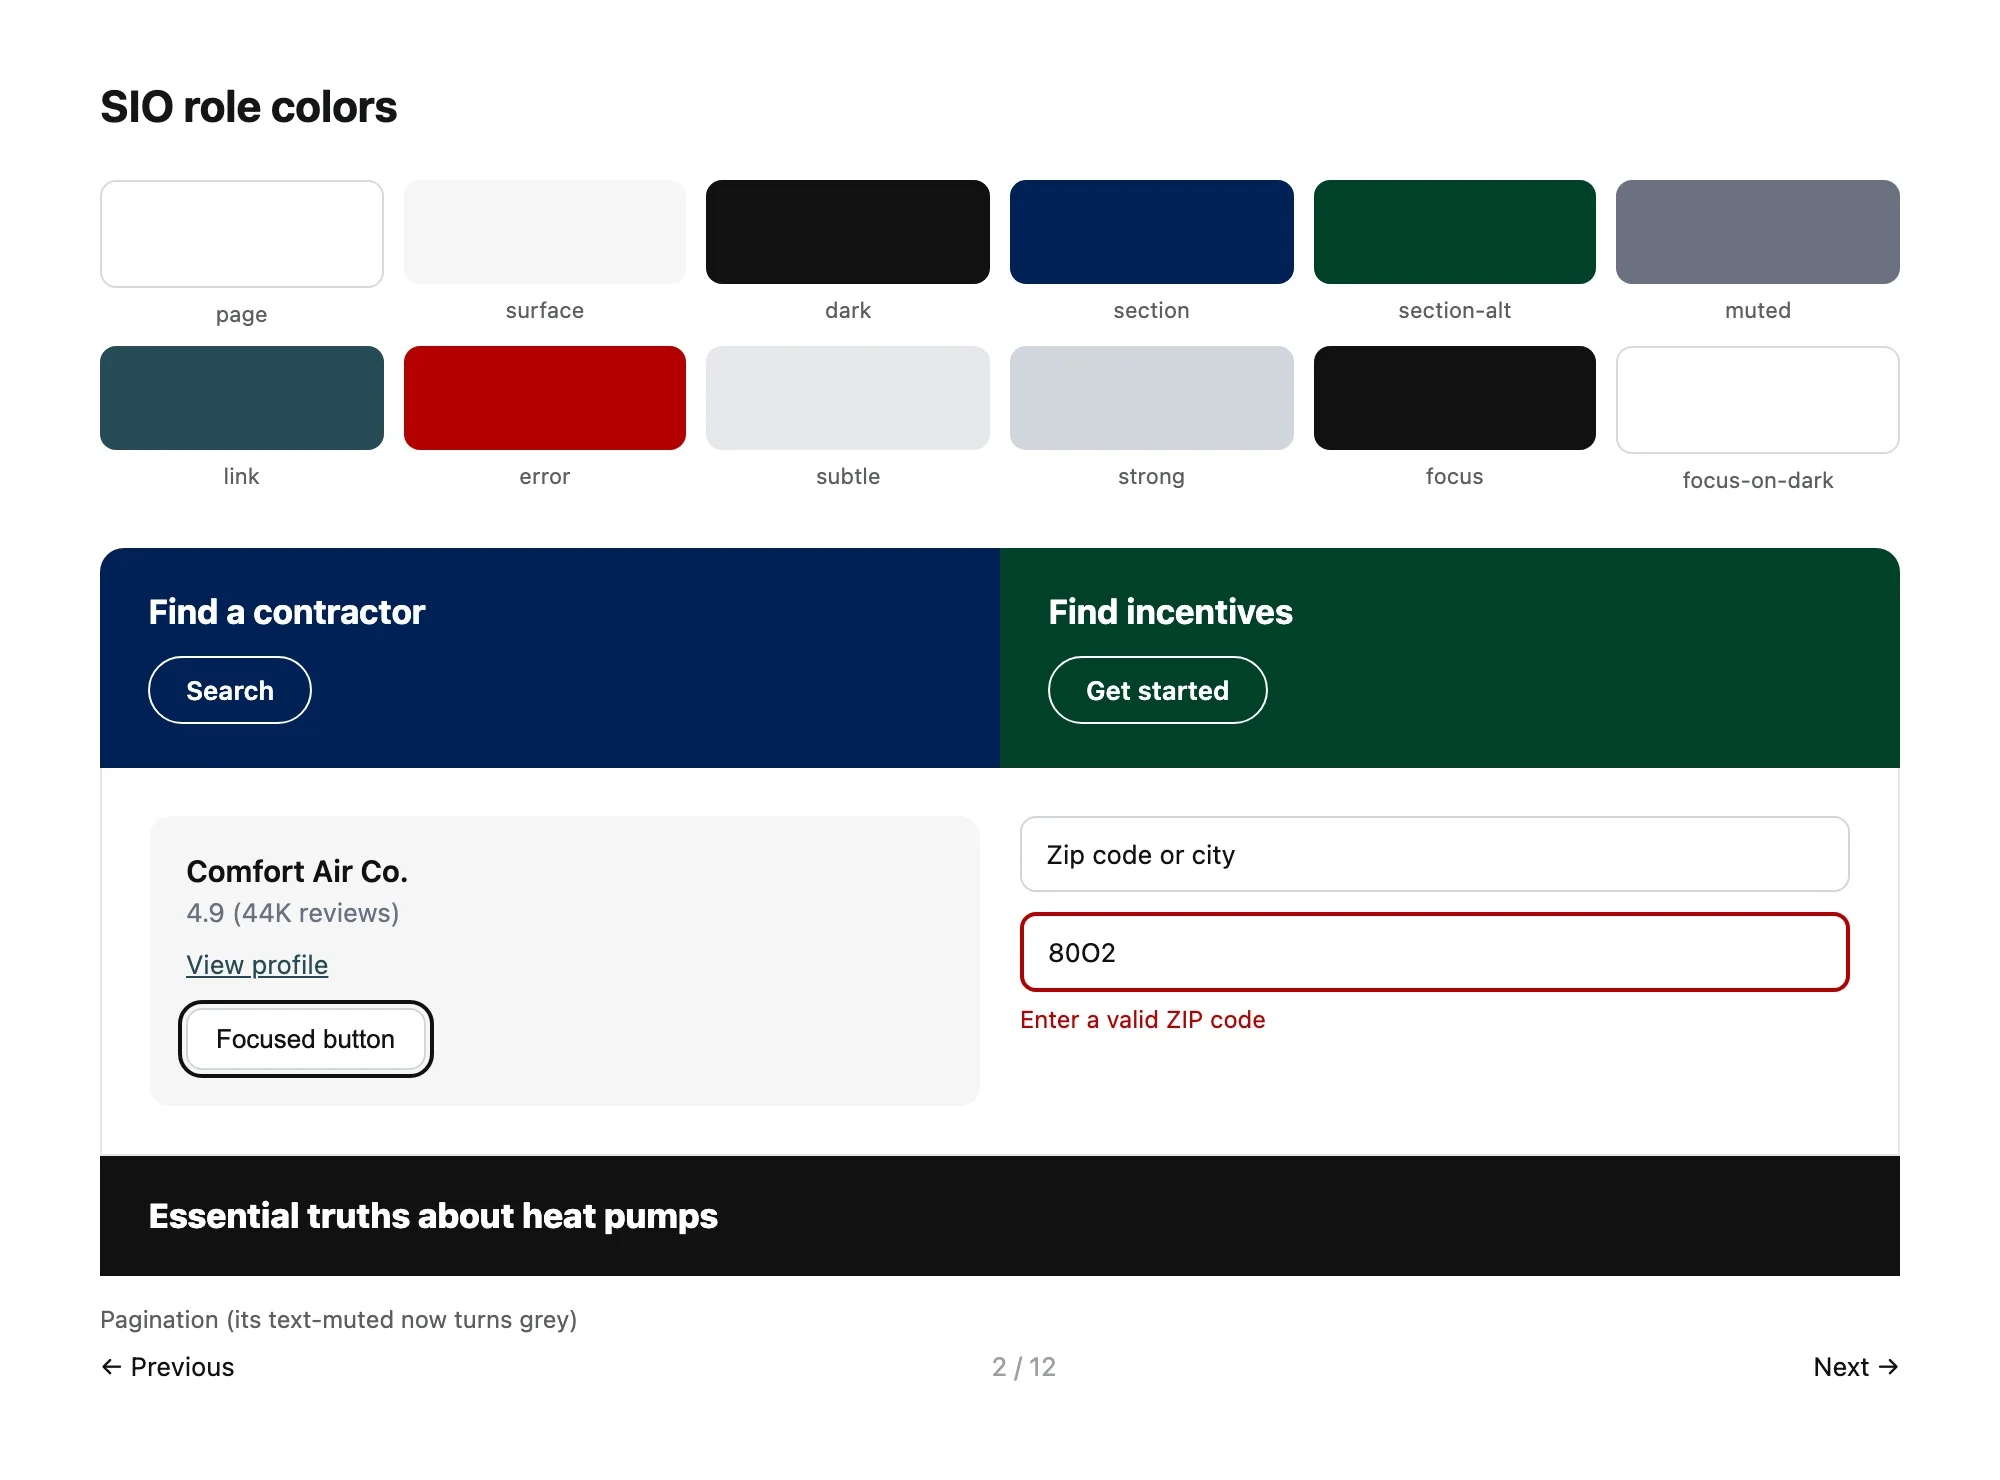 SIO role colors
page
surface
dark
section
section-alt
muted
link
error
subtle
strong
focus
focus-on-dark
Find a contractor
Search
Find incentives
Get started
Comfort Air Co.
4.9 (44K reviews)
View profile
Focused button
Zip code or city
80O2
Enter a valid ZIP code
Essential truths about heat pumps
Pagination (its text-muted now turns grey)
← Previous
2 / 12
Next →